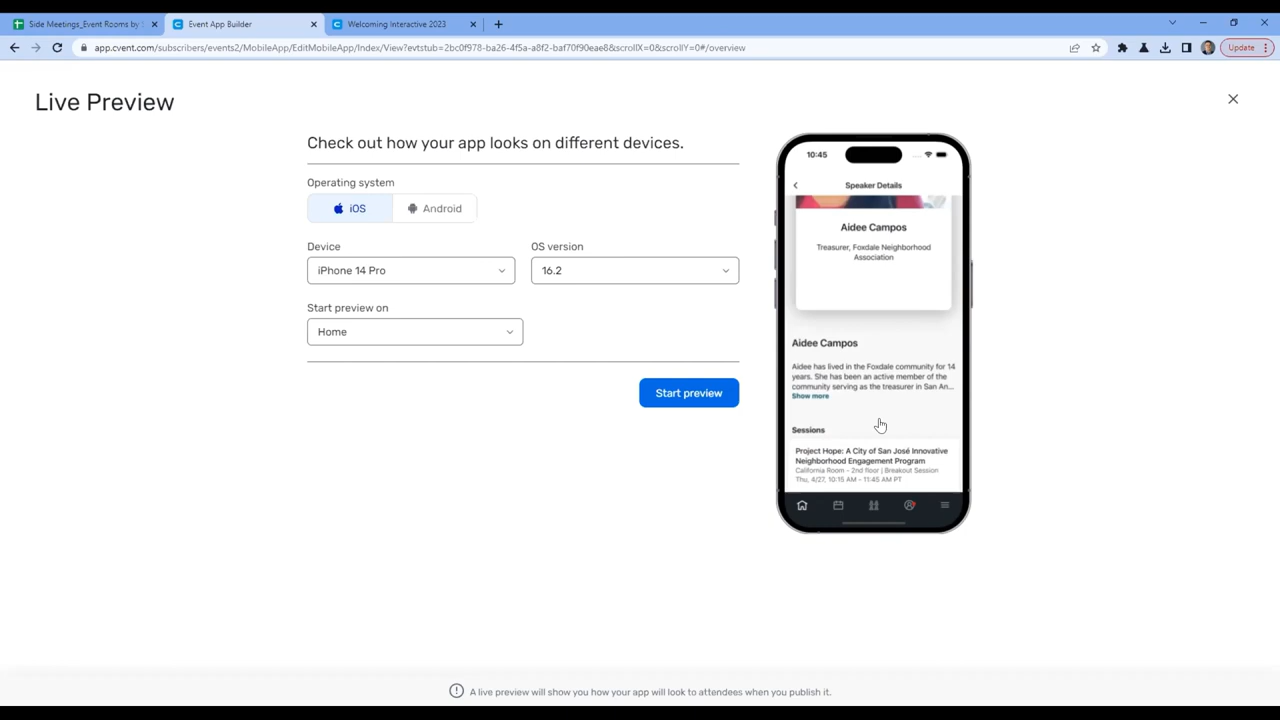 Side Meetings_Event Rooms by
Event App Builder
Welcoming Interactive 2023
app.cvent.com/subscribers/events2/MobileApp/EditMobileApp/Index/View?evtstub=2bc0f978-ba26-4f5a-a8f2-baf70f90eae8&scrollX=0&scrollY=0#/overview
Update
Live Preview
Check out how your app looks on different devices.
Operating system
iOS
Android
Device
OS version
iPhone 14 Pro
16.2
Start preview on
Home
Start preview
10:45
Speaker Details
Aidee Campos
Treasurer, Foxdale Neighborhood
Association
Aidee Campos
Aidee has lived in the Foxdale community for 14
years. She has been an active member of the
community serving as the treasurer in San An...
Show more
Sessions
Project Hope: A City of San José Innovative
Neighborhood Engagement Program
California Room - 2nd floor | Breakout Session
Thu, 4/27, 10:15 AM - 11:45 AM PT
A live preview will show you how your app will look to attendees when you publish it.